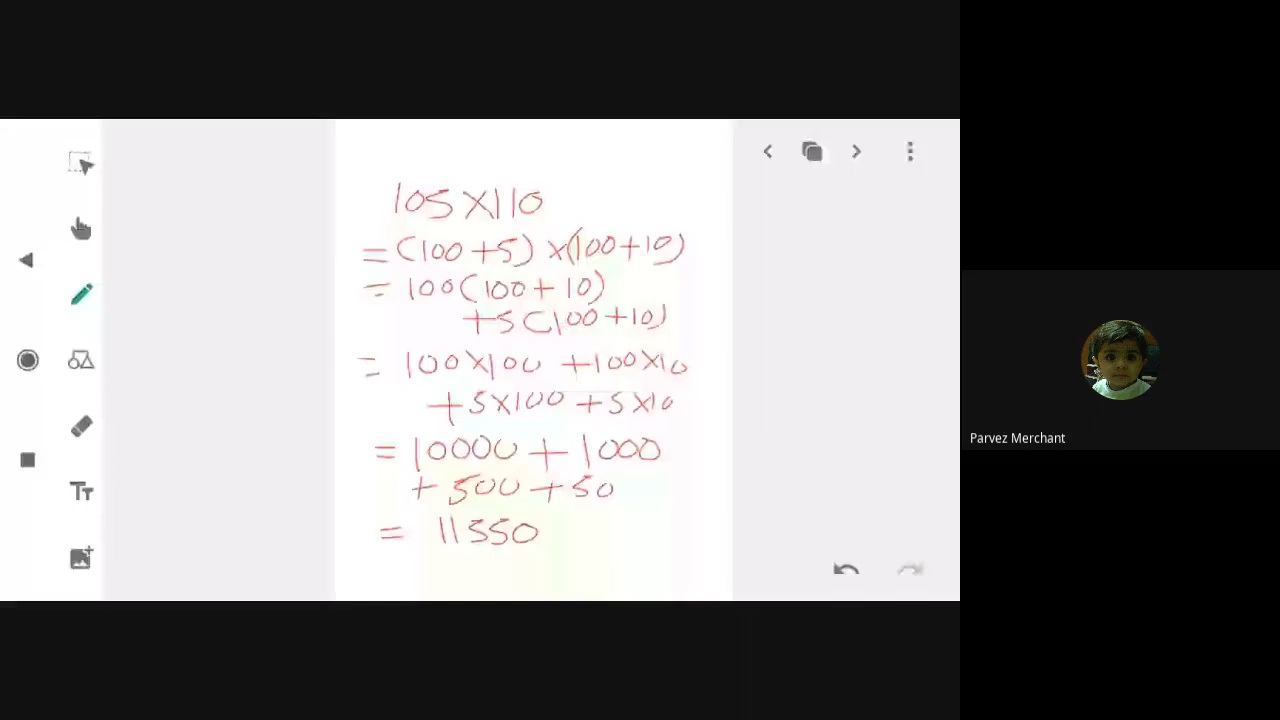 105 X 110
= (100 + 5) x (100 + 10)
= 100 (100 + 10)
+ 5 (100 + 10)
= 100 X 100 + 100 X 10
+ 5 X 100 + 5 X 10
= 10000 + 1000
+ 500 + 50
= 11550
Tт
Parvez Merchant